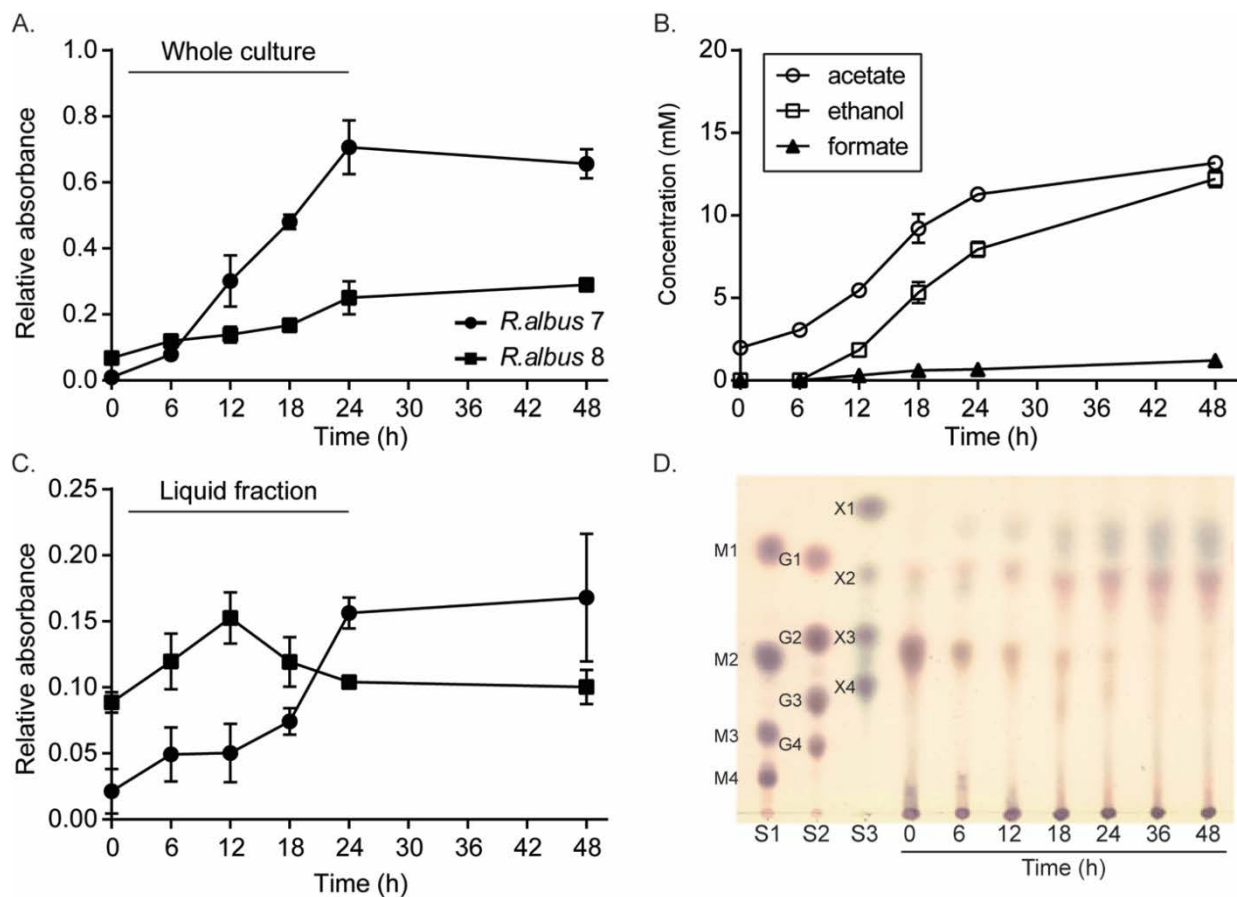 A.
Whole culture
Relative absorbance
1.0
0.8
0.6
0.4
0.2
0.0
R.albus 7
R.albus 8
0 6 12 18 24 30 36 42 48
Time (h)
B.
Concentration (mM)
20
15
10
5
0
acetate
ethanol
formate
0 6 12 18 24 30 36 42 48
Time (h)
C.
Liquid fraction
Relative absorbance
0.25
0.20
0.15
0.10
0.05
0.00
0 6 12 18 24 30 36 42 48
Time (h)
D.
X1
M1 G1
X2
G2 X3
M2
X4
G3
M3 G4
M4
S1 S2 S3 0 6 12 18 24 36 48
Time (h)